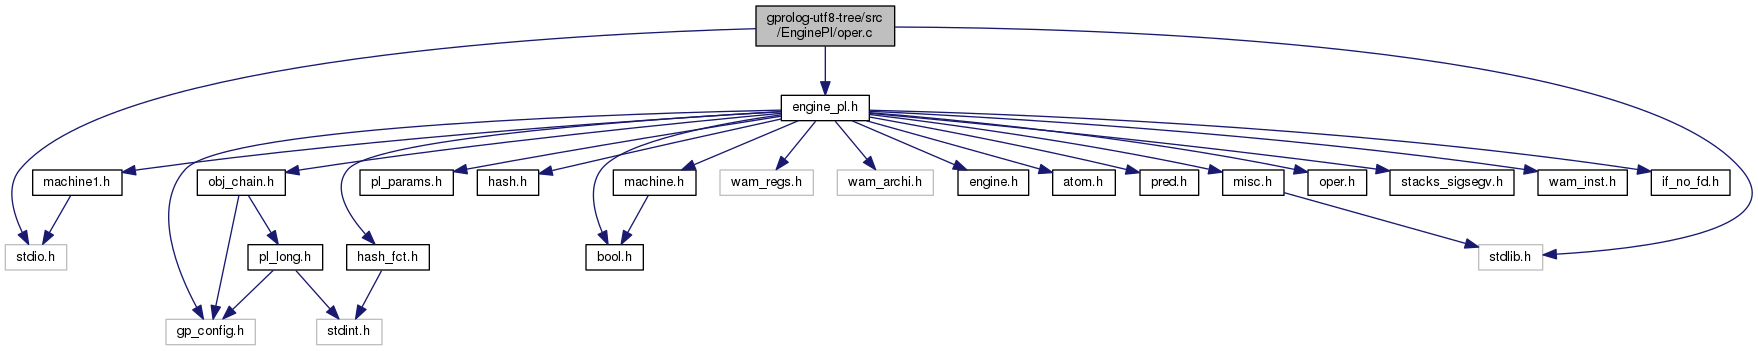 gprolog-utf8-tree/src
/EnginePl/oper.c
engine_pl.h
machine1.h
obj_chain.h
pl_params.h
hash.h
machine.h
wam_regs.h
wam_archi.h
engine.h
atom.h
pred.h
misc.h
oper.h
stacks_sigsegv.h
wam_inst.h
if_no_fd.h
stdio.h
pl_long.h
hash_fct.h
bool.h
stdlib.h
gp_config.h
stdint.h